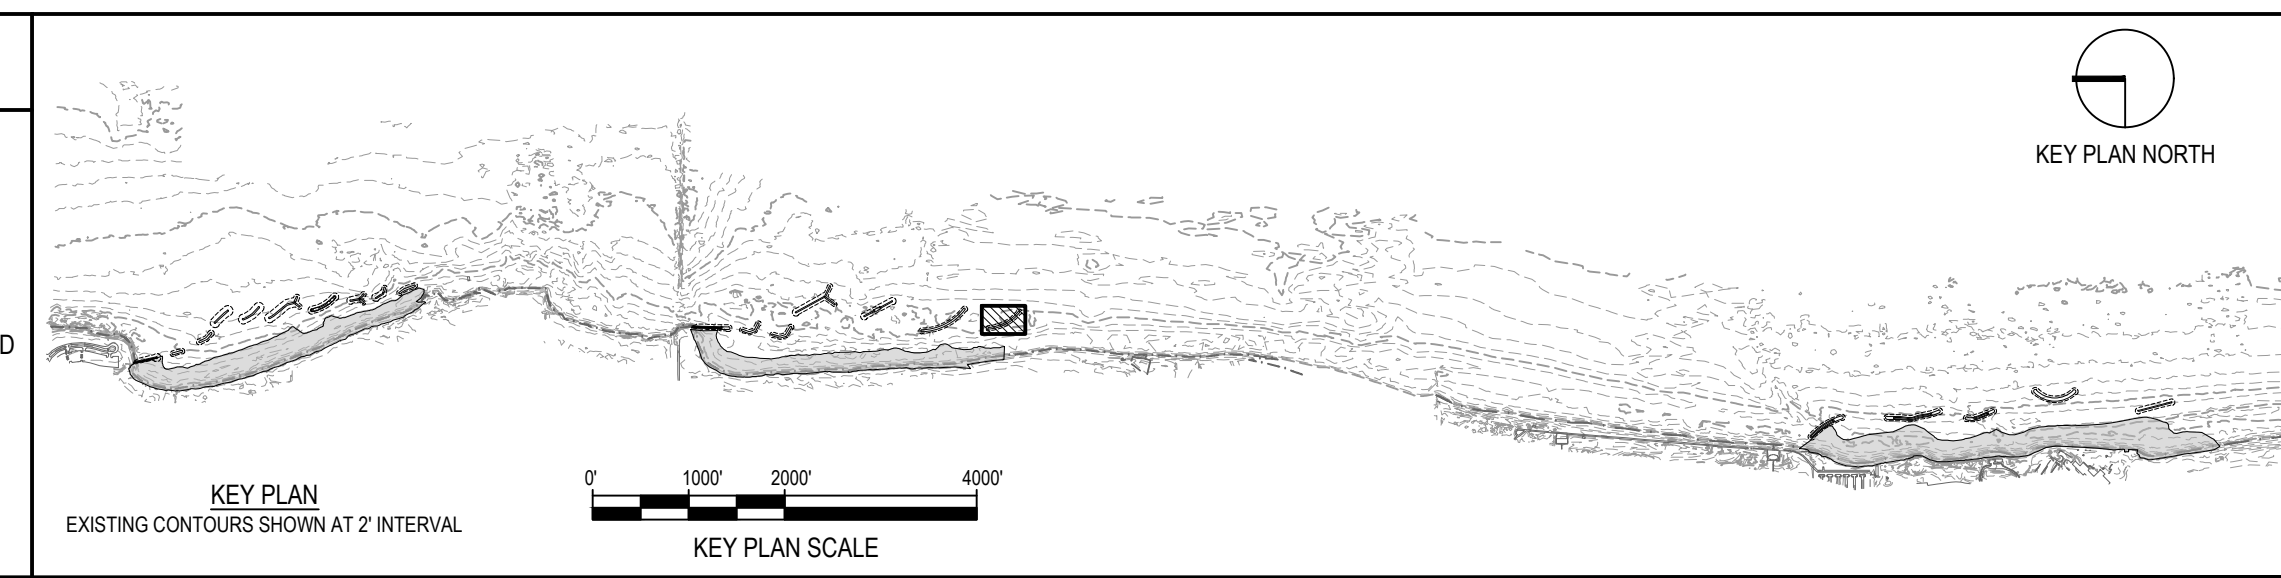 KEY PLAN NORTH
D
0' 1000' 2000' 4000'
KEY PLAN
EXISTING CONTOURS SHOWN AT 2' INTERVAL
KEY PLAN SCALE